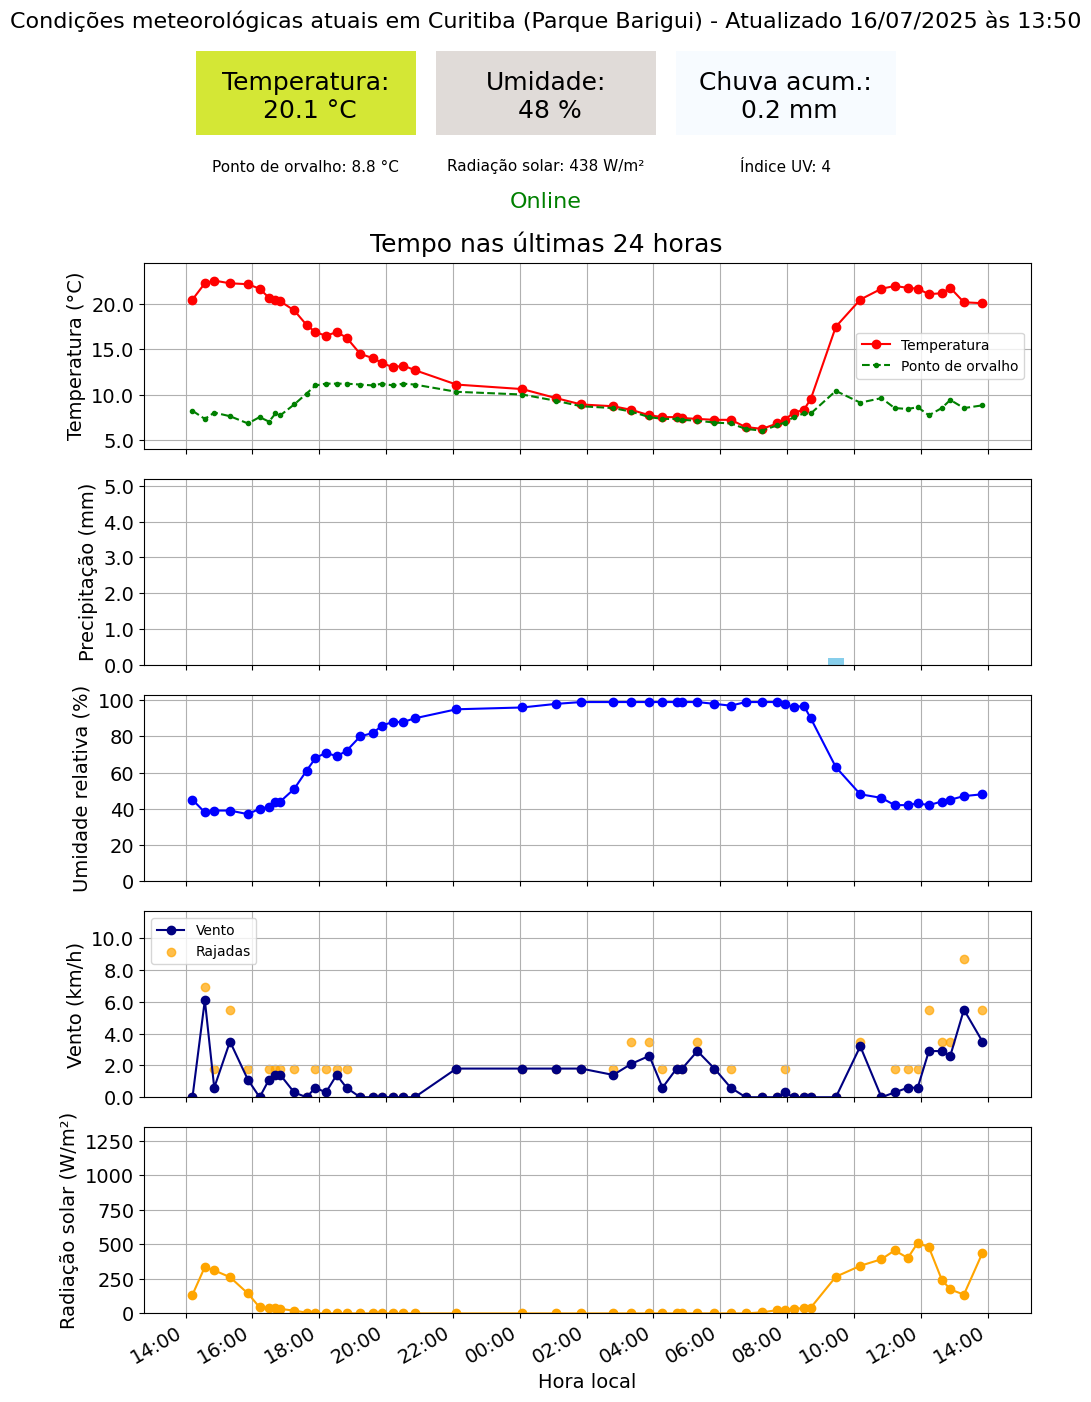 Condições meteorológicas atuais em Curitiba (Parque Barigui) - Atualizado 16/07/2025 às 13:50
Temperatura:
20.1 °C
Umidade:
48 %
Chuva acum.:
0.2 mm
Ponto de orvalho: 8.8 °C
Radiação solar: 438 W/m²
Índice UV: 4
Online
Tempo nas últimas 24 horas
Temperatura (°C)
20.0
15.0
10.0
5.0
Temperatura
Ponto de orvalho
Precipitação (mm)
5.0
4.0
3.0
2.0
1.0
0.0
Umidade relativa (%)
100
80
60
40
20
0
Vento (km/h)
10.0
8.0
6.0
4.0
2.0
0.0
Vento
Rajadas
Radiação solar (W/m²)
1250
1000
750
500
250
0
14:00 16:00 18:00 20:00 22:00 00:00 02:00 04:00 06:00 08:00 10:00 12:00 14:00
Hora local